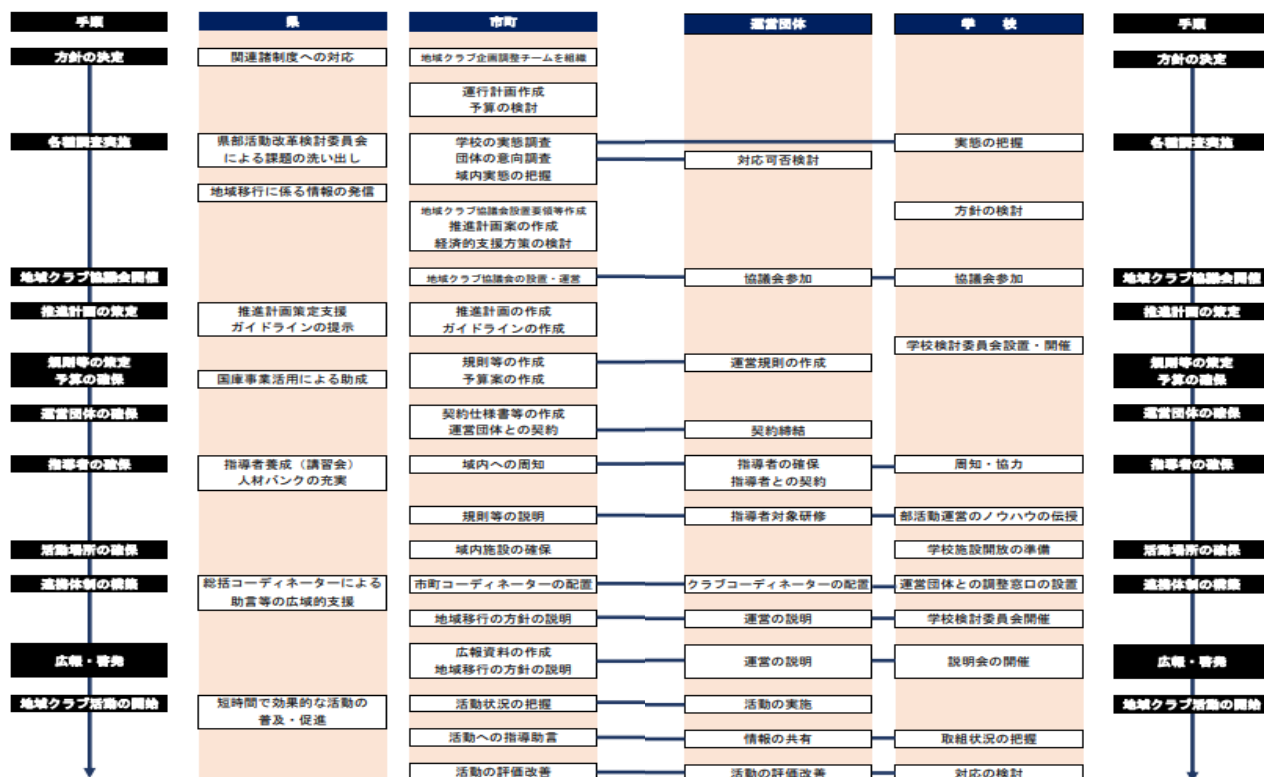 手順 県 市町 運営団体 学 校 手順
方針の決定 関連諸制度への対応 地域クラブ企画調整チームを組織 方針の決定
運行計画作成
予算の検討
各種調査実施 県部活動改革検討委員会 学校の実態調査 実態の把握 各種調査実施
による課題の洗い出し 団体の意向調査 対応可否検討
域内実態の把握
地域移行に係る情報の発信
地域クラブ協議会設置要領等作成 方針の検討
推進計画案の作成
経済的支援方策の検討
地域クラブ協議会開催 地域クラブ協議会の設置・運営 協議会参加 協議会参加 地域クラブ協議会開催
推進計画の策定 推進計画策定支援 推進計画の作成 推進計画の策定
ガイドラインの提示 ガイドラインの作成
学校検討委員会設置・開催
規則等の策定 規則等の作成 運営規則の作成 規則等の策定
予算の確保 国庫事業活用による助成 予算案の作成 予算の確保
運営団体の確保 契約仕様書等の作成 運営団体の確保
運営団体との契約 契約締結
指導者の確保 指導者養成（講習会） 域内への周知 指導者の確保 周知・協力 指導者の確保
人材バンクの充実 指導者との契約
規則等の説明 指導者対象研修 部活動運営のノウハウの伝授
活動場所の確保 域内施設の確保 学校施設開放の準備 活動場所の確保
連携体制の構築 総括コーディネーターによる 市町コーディネーターの配置 クラブコーディネーターの配置 運営団体との調整窓口の設置 連携体制の構築
助言等の広域的支援
地域移行の方針の説明 運営の説明 学校検討委員会開催
広報・啓発 広報資料の作成 運営の説明 説明会の開催 広報・啓発
地域移行の方針の説明
地域クラブ活動の開始 短時間で効果的な活動の 活動状況の把握 活動の実施 地域クラブ活動の開始
普及・促進
活動への指導助言 情報の共有 取組状況の把握
活動の評価改善 活動の評価改善 対応の検討